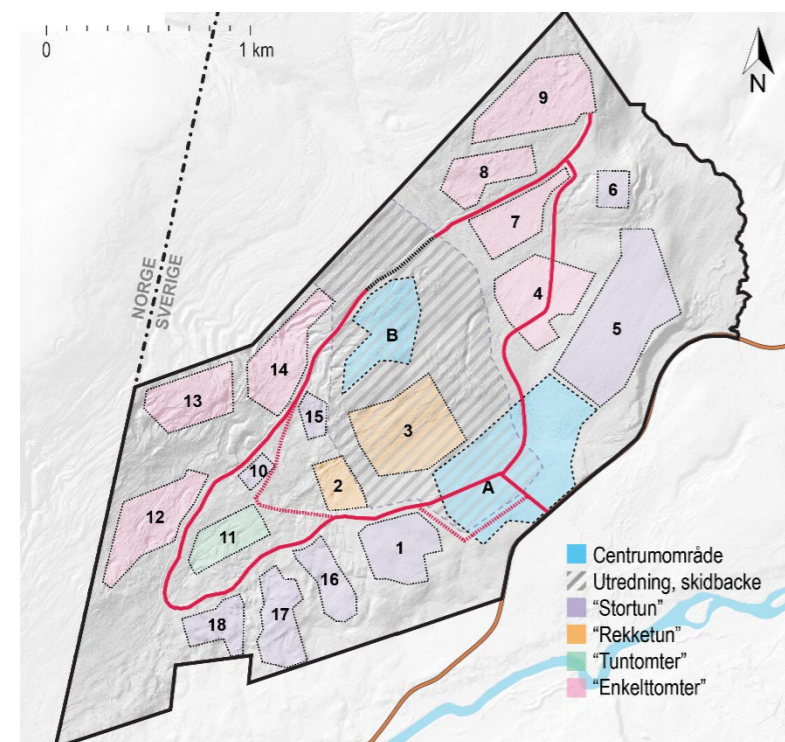 0 1 km
N
NORGE
SVERIGE
9
8
6
7
4
5
B
14
13
15
3
10
2
A
12
11
1
16
17
18
Centrumområde
Utredning, skidbacke
“Stortun”
“Rekketun”
“Tuntomter”
“Enkelttomter”